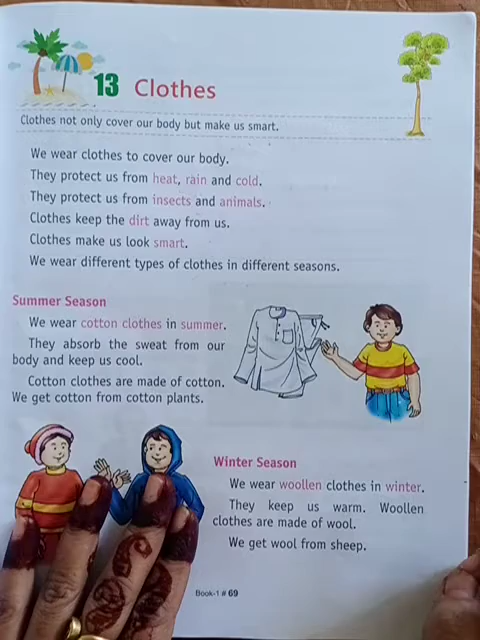 13 Clothes
Clothes not only cover our body but make us smart.
We wear clothes to cover our body.
They protect us from heat, rain and cold.
They protect us from insects and animals.
Clothes keep the dirt away from us.
Clothes make us look smart.
We wear different types of clothes in different seasons.
Summer Season
We wear cotton clothes in summer.
They absorb the sweat from our
body and keep us cool.
Cotton clothes are made of cotton.
We get cotton from cotton plants.
Winter Season
We wear woollen clothes in winter.
They keep us warm. Woollen
clothes are made of wool.
We get wool from sheep.
Book-1 # 69